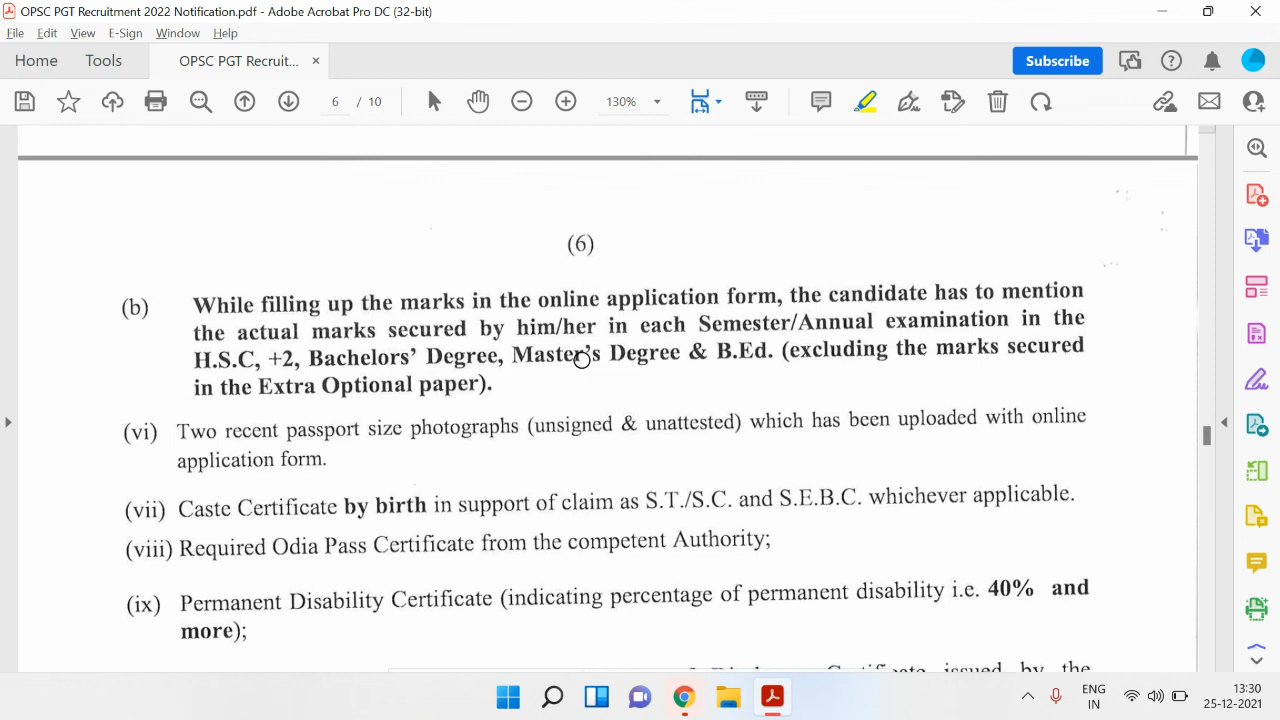 OPSC PGT Recruitment 2022 Notification.pdf - Adobe Acrobat Pro DC (32-bit)
File Edit View E-Sign Window Help
Home Tools OPSC PGT Recruit... × Subscribe
6 / 10 130%
(6)
(b) While filling up the marks in the online application form, the candidate has to mention
the actual marks secured by him/her in each Semester/Annual examination in the
H.S.C, +2, Bachelors' Degree, Master's Degree & B.Ed. (excluding the marks secured
in the Extra Optional paper).
(vi) Two recent passport size photographs (unsigned & unattested) which has been uploaded with online
application form.
(vii) Caste Certificate by birth in support of claim as S.T./S.C. and S.E.B.C. whichever applicable.
(viii) Required Odia Pass Certificate from the competent Authority;
(ix) Permanent Disability Certificate (indicating percentage of permanent disability i.e. 40% and
more);
Certificate issued by the
ENG 13:30
IN 25-12-2021